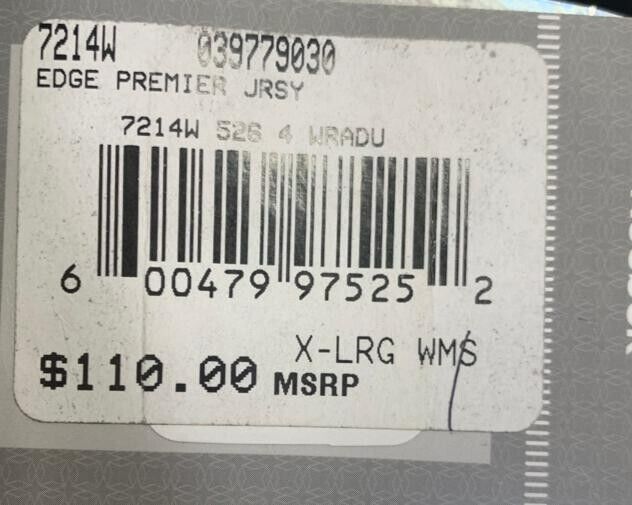 7214W 039779030
EDGE PREMIER JRSY
7214W 526 4 WRADU
6 00479 97525 2
X-LRG WMS
$110.00 MSRP